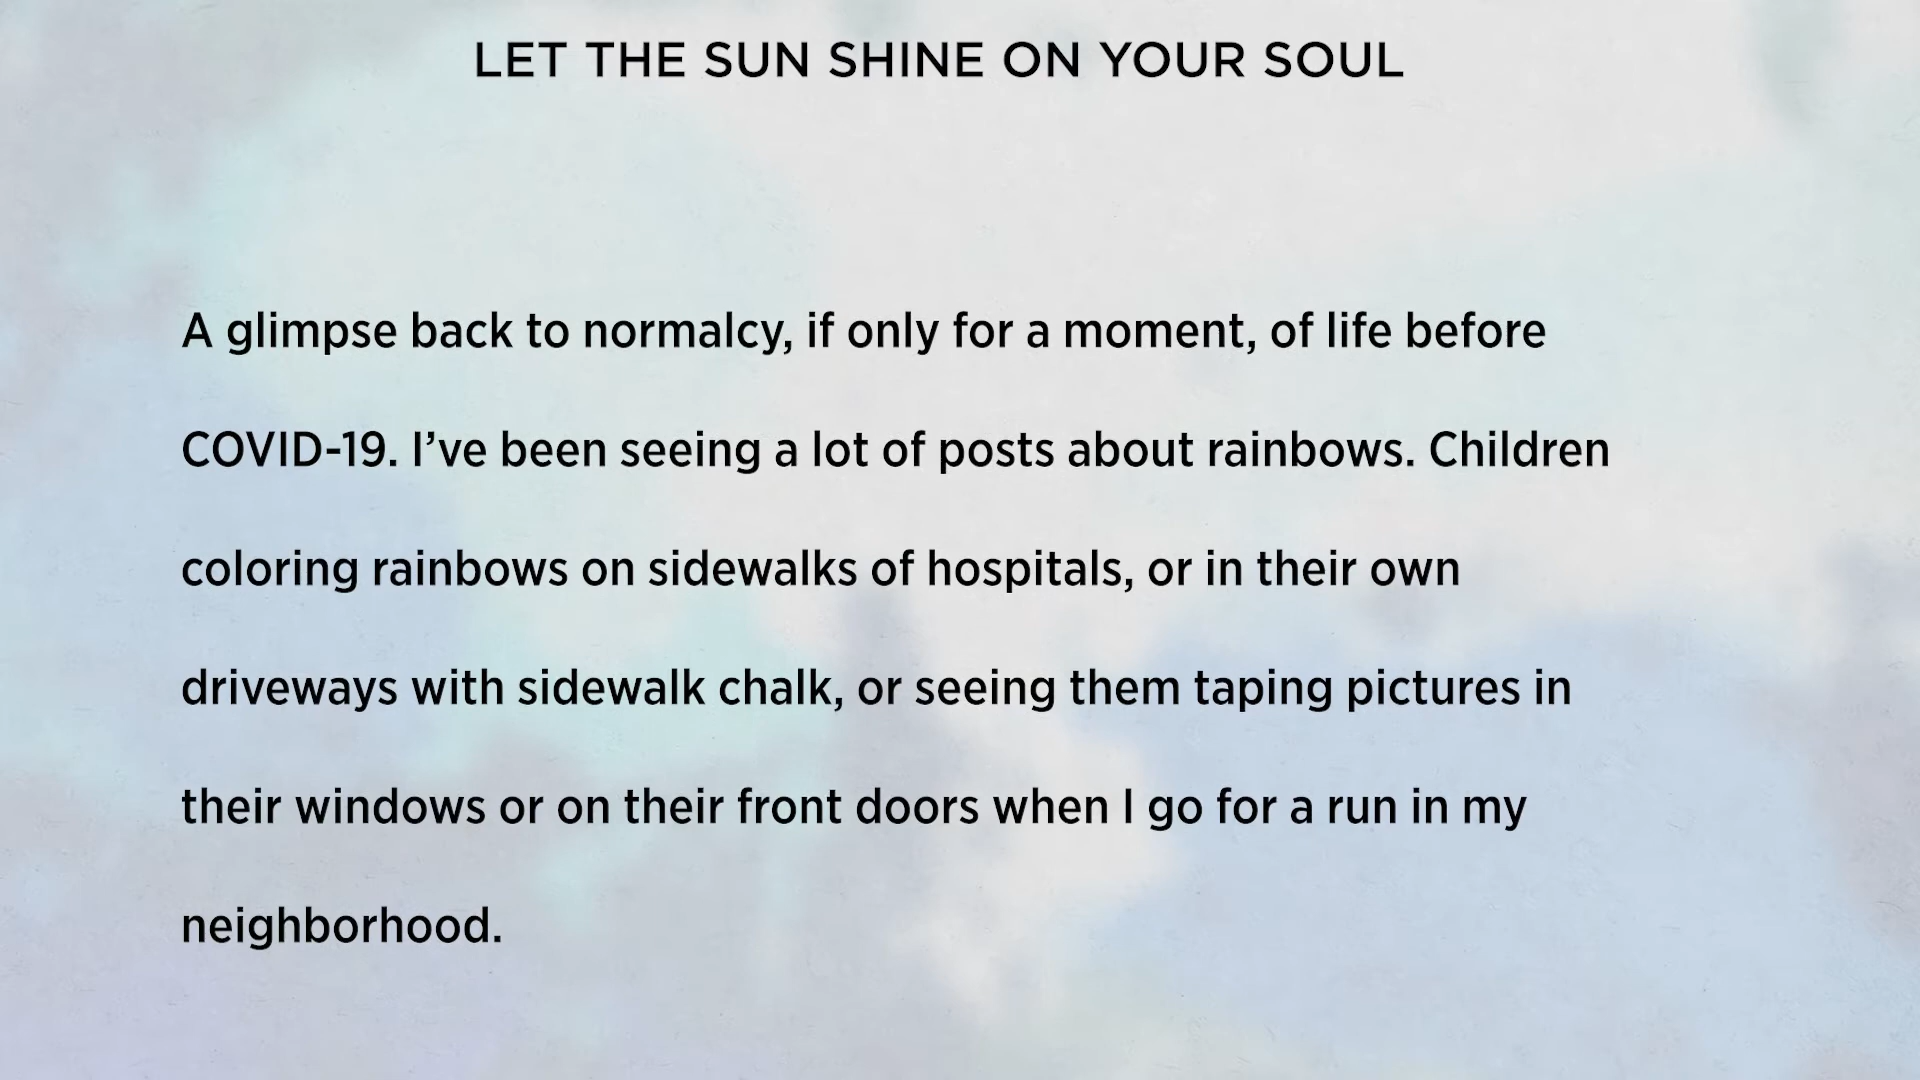 LET THE SUN SHINE ON YOUR SOUL
A glimpse back to normalcy, if only for a moment, of life before
COVID-19. I’ve been seeing a lot of posts about rainbows. Children
coloring rainbows on sidewalks of hospitals, or in their own
driveways with sidewalk chalk, or seeing them taping pictures in
their windows or on their front doors when I go for a run in my
neighborhood.